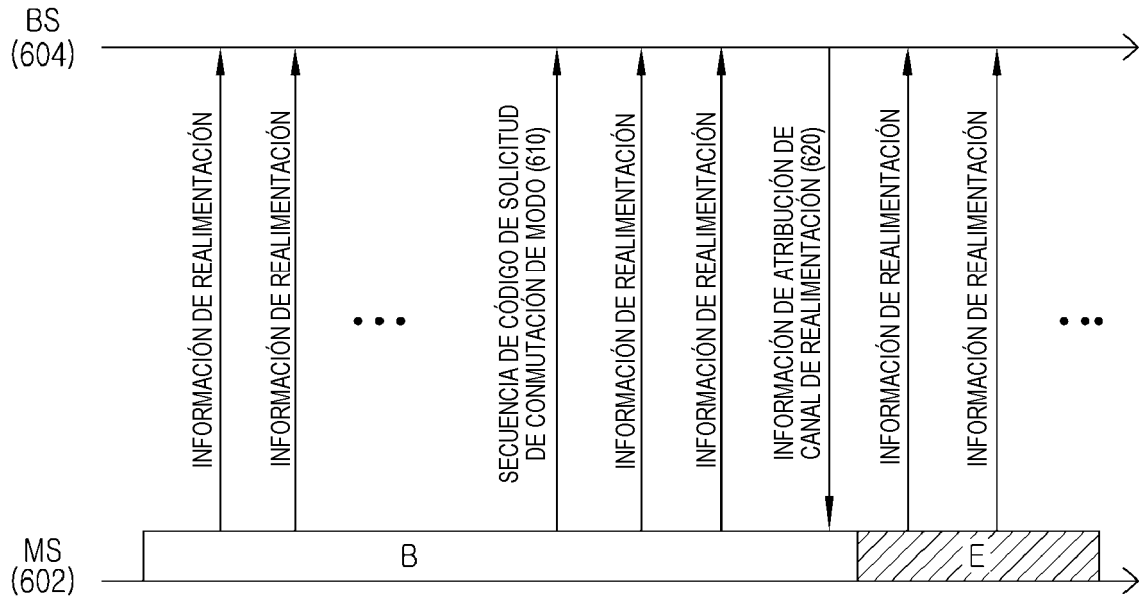 BS
(604)
INFORMACIÓN DE REALIMENTACIÓN
INFORMACIÓN DE REALIMENTACIÓN
•••
SECUENCIA DE CÓDIGO DE SOLICITUD
DE CONMUTACIÓN DE MODO (610)
INFORMACIÓN DE REALIMENTACIÓN
INFORMACIÓN DE REALIMENTACIÓN
INFORMACIÓN DE ATRIBUCIÓN DE
CANAL DE REALIMENTACIÓN (620)
INFORMACIÓN DE REALIMENTACIÓN
INFORMACIÓN DE REALIMENTACIÓN
•••
MS
(602)
B
E